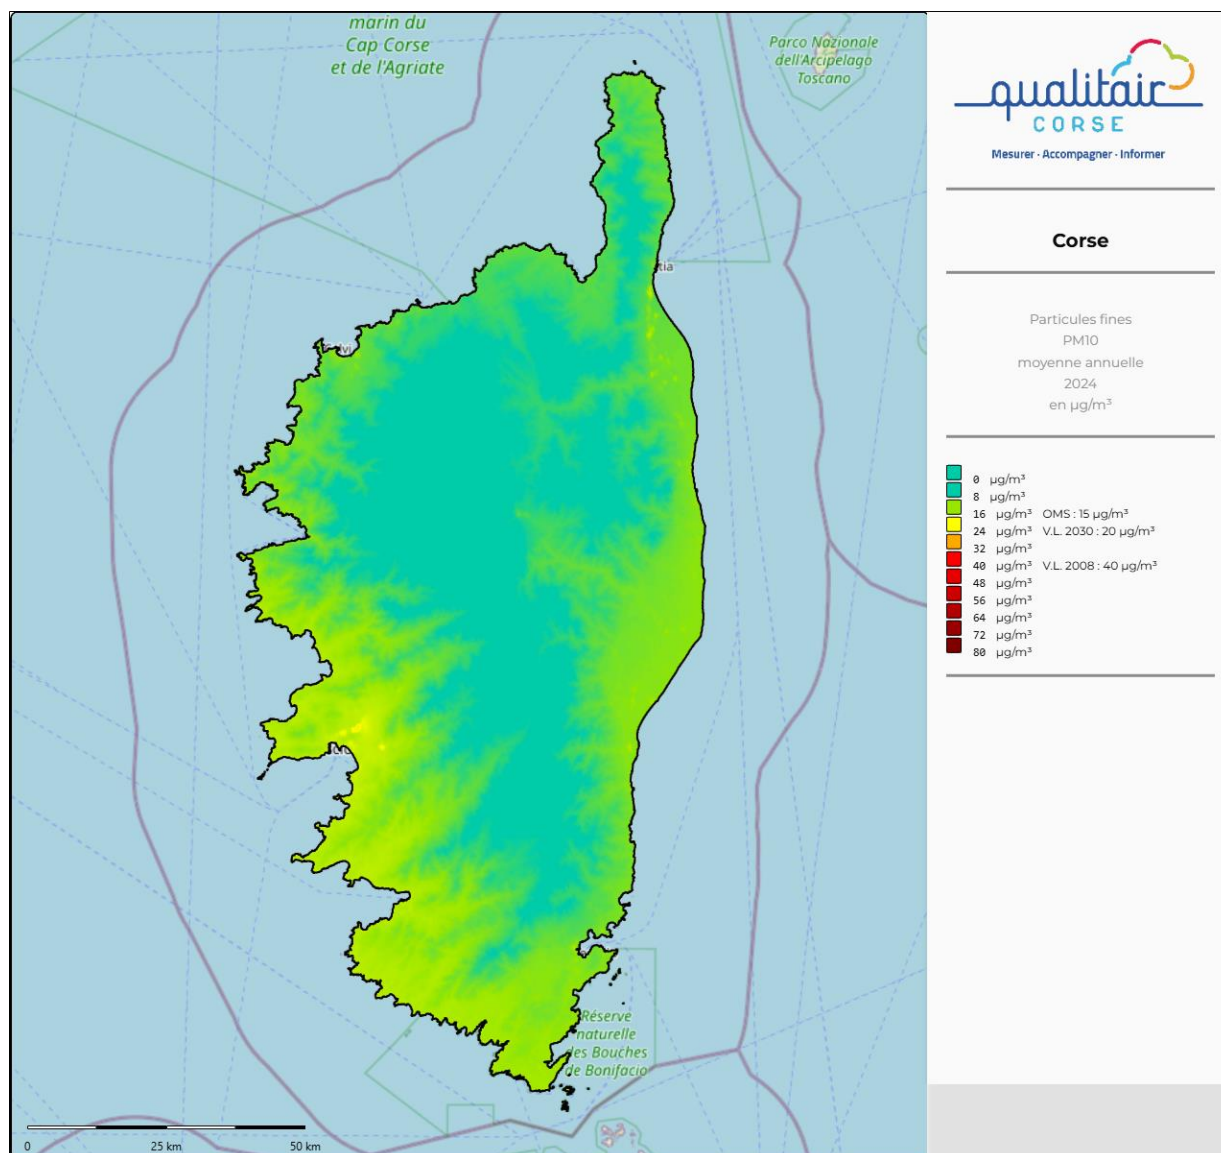 marin du
Cap Corse
et de l'Agriate
Parco Nazionale
dell'Arcipelago
Toscano
tia
Réserve
naturelle
des Bouches
de Bonifacio
0
25 km
50 km
qualitair
CORSE
Mesurer · Accompagner · Informer
Corse
Particules fines
PM10
moyenne annuelle
2024
en µg/m³
0 µg/m³
8 µg/m³
16 µg/m³ OMS : 15 µg/m³
24 µg/m³ V.L. 2030 : 20 µg/m³
32 µg/m³
40 µg/m³ V.L. 2008 : 40 µg/m³
48 µg/m³
56 µg/m³
64 µg/m³
72 µg/m³
80 µg/m³